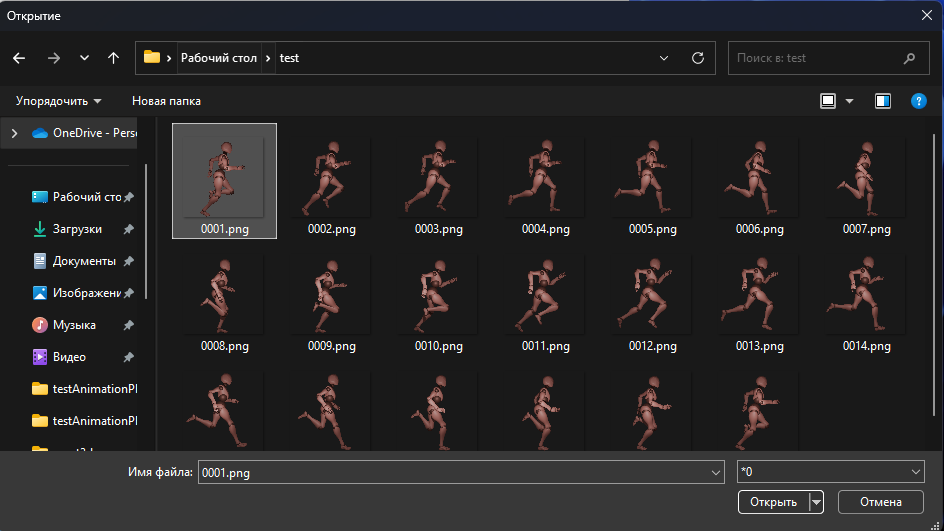 Открытие
Рабочий стол
test
Поиск в: test
Упорядочить
Новая папка
OneDrive - Perso
Рабочий сто
Загрузки
Документы
Изображени
Музыка
Видео
testAnimationPl
testAnimationPl
0001.png 0002.png 0003.png 0004.png 0005.png 0006.png 0007.png
0008.png 0009.png 0010.png 0011.png 0012.png 0013.png 0014.png
Имя файла: 0001.png *0
Открыть Отмена